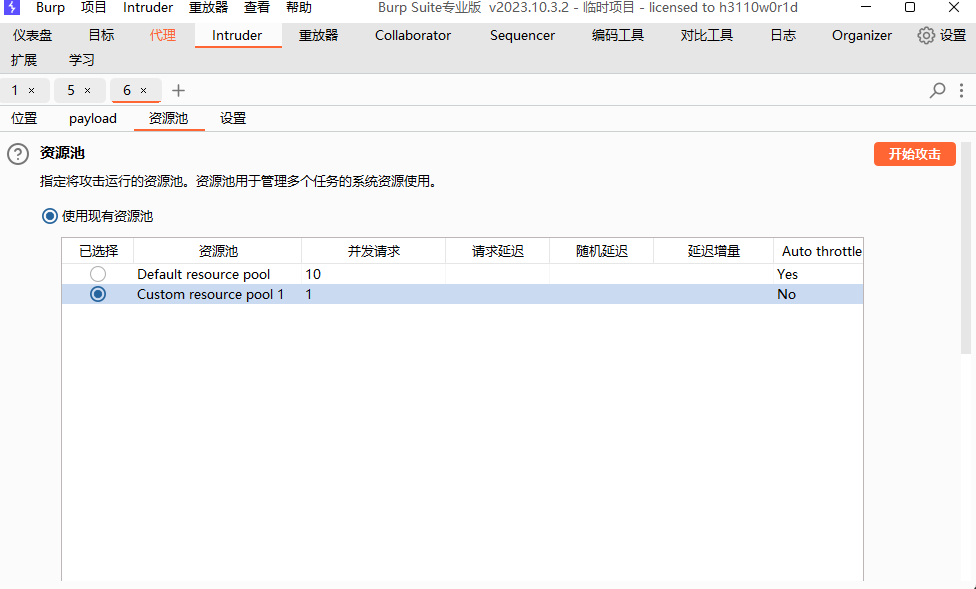 Burp 项目 Intruder 重放器 查看 帮助 Burp Suite专业版 v2023.10.3.2 - 临时项目 - licensed to h3110w0r1d
仪表盘 目标 代理 Intruder 重放器 Collaborator Sequencer 编码工具 对比工具 日志 Organizer 设置
扩展 学习
1 × 5 × 6 × +
位置 payload 资源池 设置
? 资源池 开始攻击
指定将攻击运行的资源池。资源池用于管理多个任务的系统资源使用。
使用现有资源池
已选择 资源池 并发请求 请求延迟 随机延迟 延迟增量 Auto throttle
Default resource pool 10 Yes
Custom resource pool 1 1 No